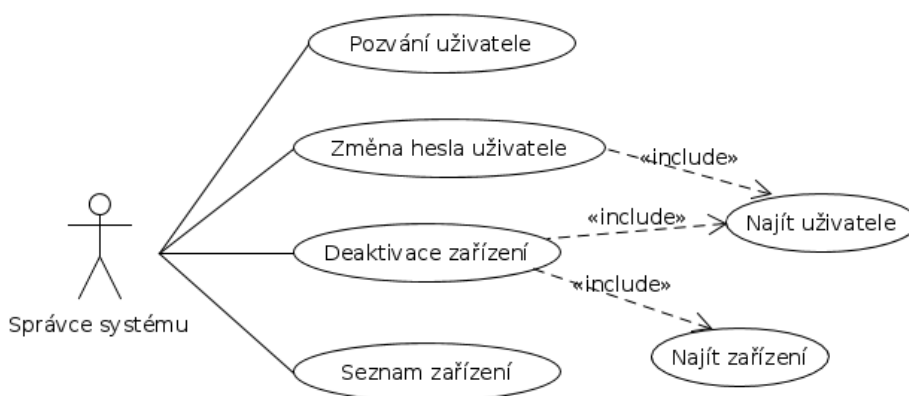 Pozvání uživatele
Změna hesla uživatele
«include»
«include»
Najít uživatele
Deaktivace zařízení
«include»
Správce systému
Najít zařízení
Seznam zařízení